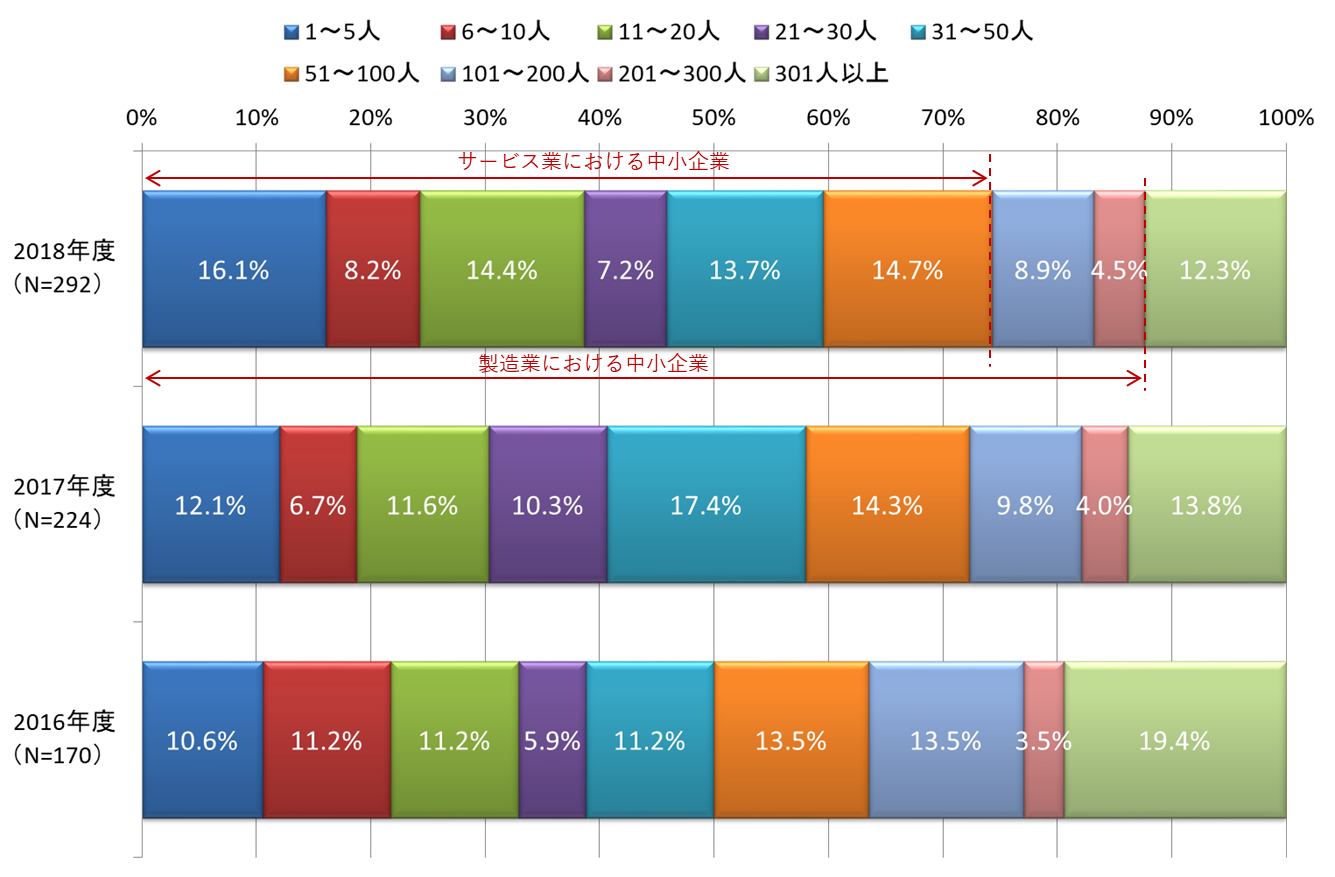 1～5人 6～10人 11～20人 21～30人 31～50人
51～100人 101～200人 201～300人 301人以上
0% 10% 20% 30% 40% 50% 60% 70% 80% 90% 100%
サービス業における中小企業
2018年度
（N=292）
16.1% 8.2% 14.4% 7.2% 13.7% 14.7% 8.9% 4.5% 12.3%
製造業における中小企業
2017年度
（N=224）
12.1% 6.7% 11.6% 10.3% 17.4% 14.3% 9.8% 4.0% 13.8%
2016年度
（N=170）
10.6% 11.2% 11.2% 5.9% 11.2% 13.5% 13.5% 3.5% 19.4%